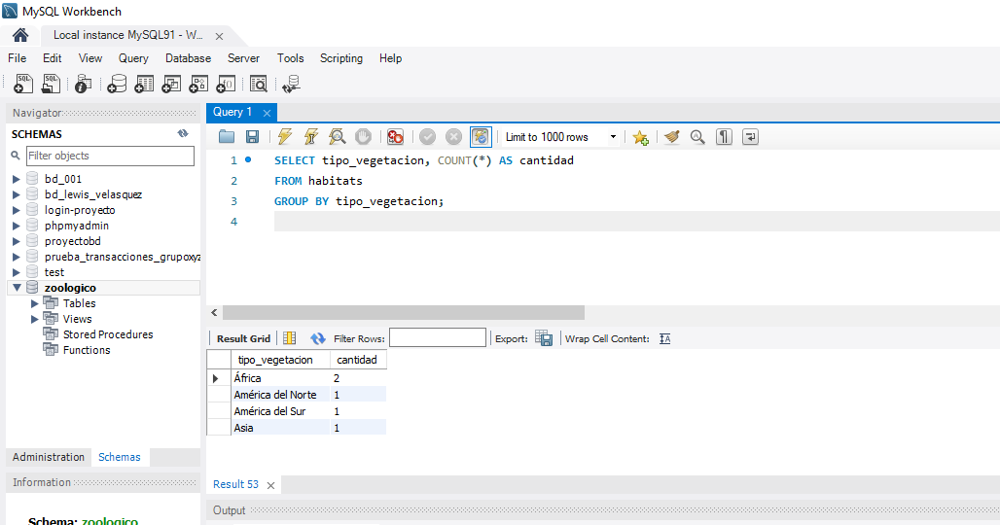 MySQL Workbench
Local instance MySQL91 - W...
File Edit View Query Database Server Tools Scripting Help
Navigator
SCHEMAS
Filter objects
bd_001
bd_lewis_velasquez
login-proyecto
phpmyadmin
proyectobd
prueba_transacciones_grupoxyz
test
zoologico
Tables
Views
Stored Procedures
Functions
Administration Schemas
Information
Schema: zoologico
Query 1
Limit to 1000 rows
1 SELECT tipo_vegetacion, COUNT(*) AS cantidad
2 FROM habitats
3 GROUP BY tipo_vegetacion;
4
Result Grid Filter Rows: Export: Wrap Cell Content:
tipo_vegetacion cantidad
África 2
América del Norte 1
América del Sur 1
Asia 1
Result 53
Output